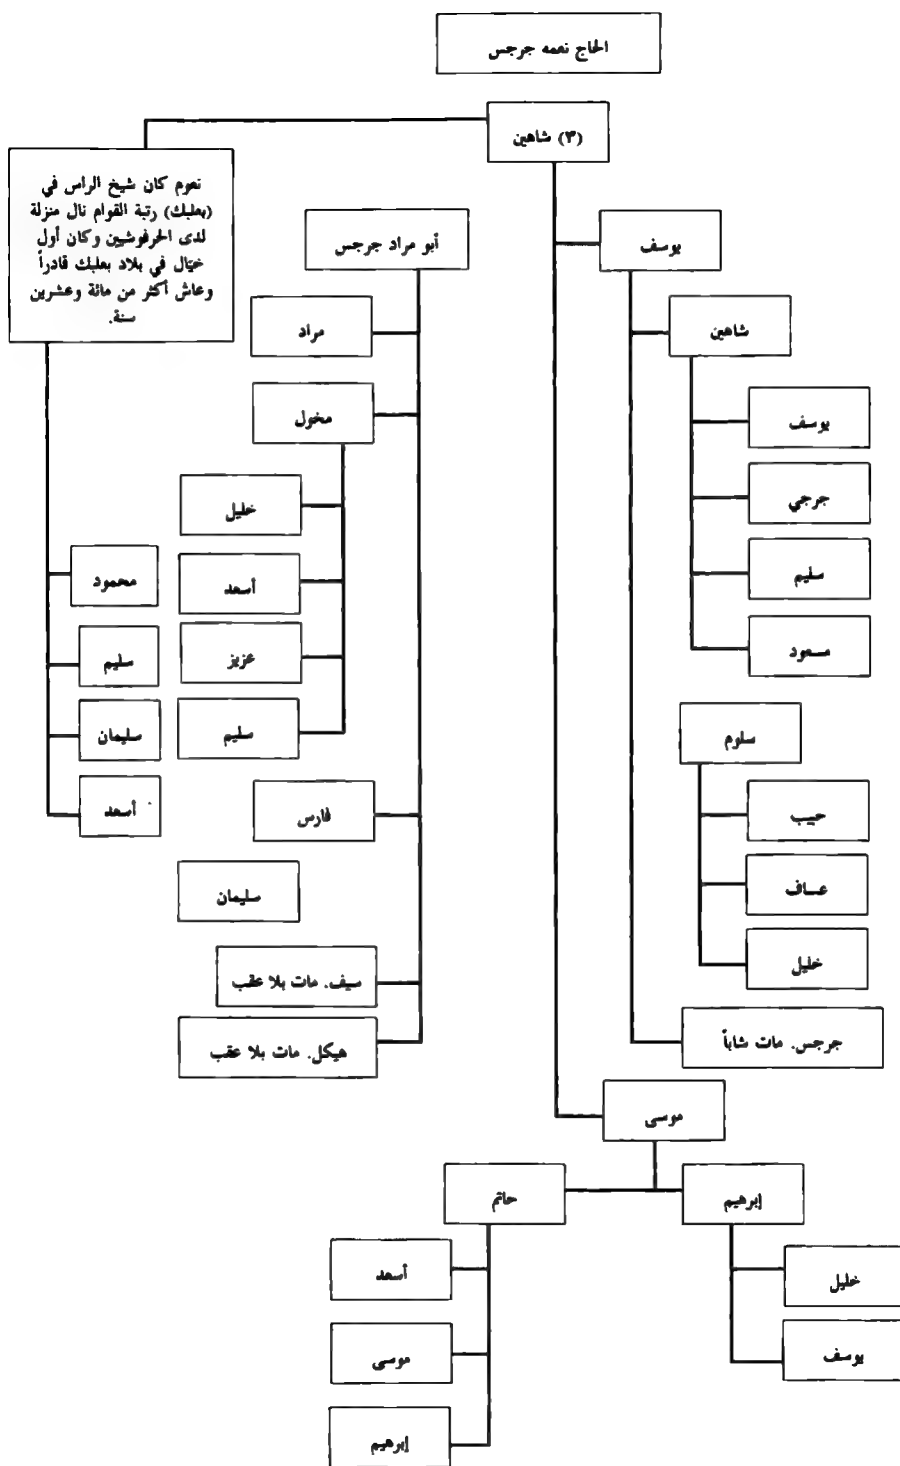 الحاج نعمه جرجس
(٣) شاهين
نعوم كان شيخ الراس في
(بعلبك) رتبة القوام نال منزلة
لدى الحرفوشيين وكان أول
خيّال في بلاد بعلبك قادراً
وعاش أكثر من مائة وعشرين
سنة.
محمود
سليم
سليمان
أسعد
أبو مراد جرجس
مراد
مخول
خليل
أسعد
عزيز
سليم
فارس
سليمان
سيف. مات بلا عقب
هيكل. مات بلا عقب
يوسف
شاهين
يوسف
جرجي
سليم
مسعود
سلوم
حبيب
عساف
خليل
جرجس. مات شاباً
موسى
إبرهيم
خليل
يوسف
حاتم
أسعد
موسى
إبرهيم